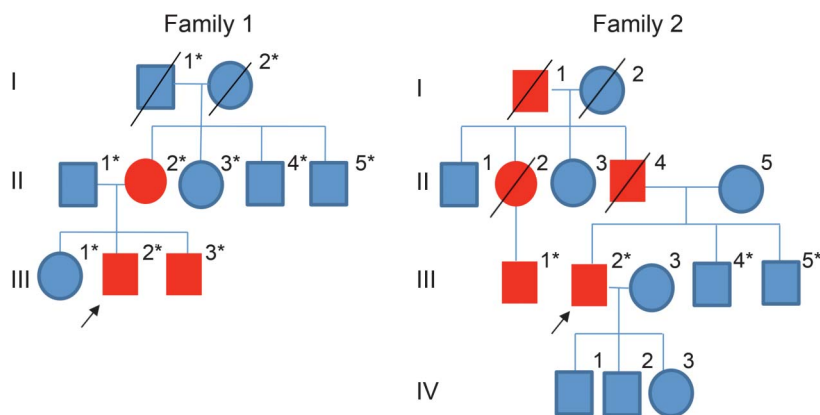 Family 1
I 1* 2*
II 1* 2* 3* 4* 5*
III 1* 2* 3*
Family 2
I 1 2
II 1 2 3 4 5
III 1* 2* 3 4* 5*
IV 1 2 3